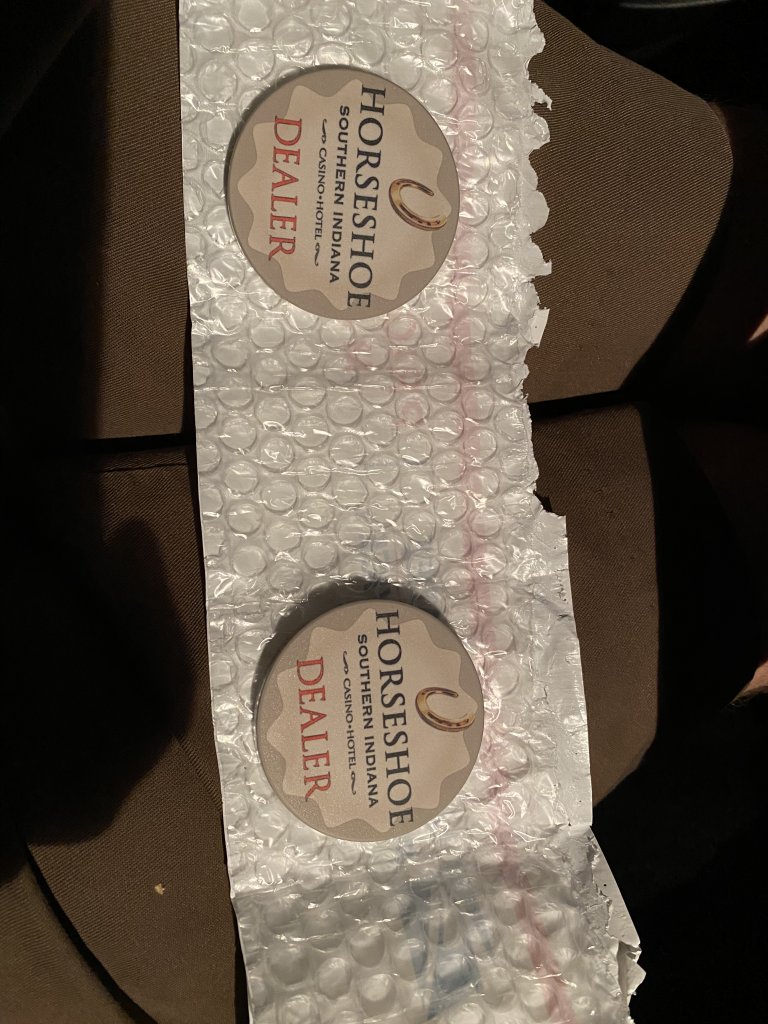 HORSESHOE
SOUTHERN INDIANA
CASINO•HOTEL
DEALER
HORSESHOE
SOUTHERN INDIANA
CASINO•HOTEL
DEALER